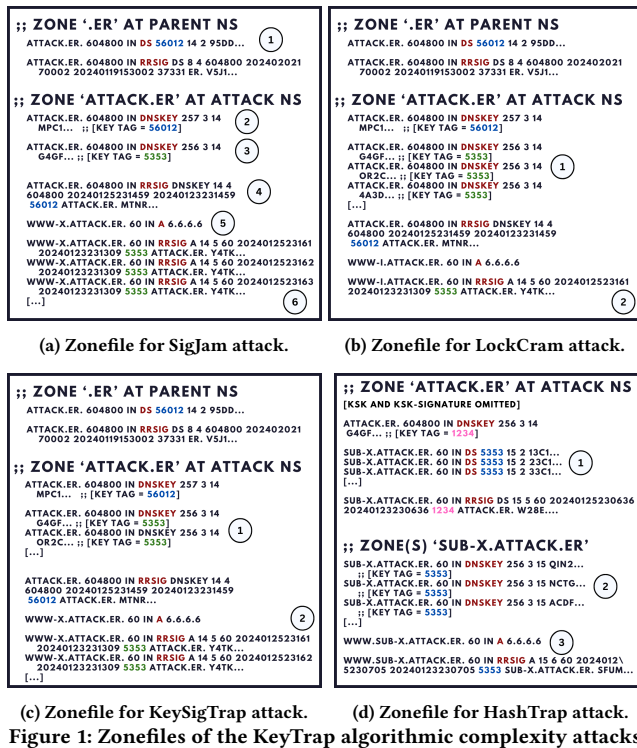 ;; ZONE '.ER' AT PARENT NS
ATTACK.ER. 604800 IN DS 56012 14 2 95DD...
1
ATTACK.ER. 604800 IN RRSIG DS 8 4 604800 202402021
70002 20240119153002 37331 ER. V5J1...
;; ZONE 'ATTACK.ER' AT ATTACK NS
ATTACK.ER. 604800 IN DNSKEY 257 3 14
MPC1... ;; [KEY TAG = 56012]
2
ATTACK.ER. 604800 IN DNSKEY 256 3 14
G4GF... ;; [KEY TAG = 5353]
3
ATTACK.ER. 604800 IN RRSIG DNSKEY 14 4
604800 20240125231459 20240123231459
56012 ATTACK.ER. MTNR...
4
WWW-X.ATTACK.ER. 60 IN A 6.6.6.6
5
WWW-X.ATTACK.ER. 60 IN RRSIG A 14 5 60 2024012523161
20240123231309 5353 ATTACK.ER. Y4TK...
WWW-X.ATTACK.ER. 60 IN RRSIG A 14 5 60 2024012523162
20240123231309 5353 ATTACK.ER. Y4TK...
WWW-X.ATTACK.ER. 60 IN RRSIG A 14 5 60 2024012523163
20240123231309 5353 ATTACK.ER. Y4TK...
[...]
6
(a) Zonefile for SigJam attack.
;; ZONE '.ER' AT PARENT NS
ATTACK.ER. 604800 IN DS 56012 14 2 95DD...
ATTACK.ER. 604800 IN RRSIG DS 8 4 604800 202402021
70002 20240119153002 37331 ER. V5J1...
;; ZONE 'ATTACK.ER' AT ATTACK NS
ATTACK.ER. 604800 IN DNSKEY 257 3 14
MPC1... ;; [KEY TAG = 56012]
ATTACK.ER. 604800 IN DNSKEY 256 3 14
G4GF... ;; [KEY TAG = 5353]
ATTACK.ER. 604800 IN DNSKEY 256 3 14
OR2C... ;; [KEY TAG = 5353]
ATTACK.ER. 604800 IN DNSKEY 256 3 14
4A3D... ;; [KEY TAG = 5353]
[...]
1
ATTACK.ER. 604800 IN RRSIG DNSKEY 14 4
604800 20240125231459 20240123231459
56012 ATTACK.ER. MTNR...
WWW-I.ATTACK.ER. 60 IN A 6.6.6.6
WWW-I.ATTACK.ER. 60 IN RRSIG A 14 5 60 2024012523161
20240123231309 5353 ATTACK.ER. Y4TK...
2
(b) Zonefile for LockCram attack.
;; ZONE '.ER' AT PARENT NS
ATTACK.ER. 604800 IN DS 56012 14 2 95DD...
ATTACK.ER. 604800 IN RRSIG DS 8 4 604800 202402021
70002 20240119153002 37331 ER. V5J1...
;; ZONE 'ATTACK.ER' AT ATTACK NS
ATTACK.ER. 604800 IN DNSKEY 257 3 14
MPC1... ;; [KEY TAG = 56012]
ATTACK.ER. 604800 IN DNSKEY 256 3 14
G4GF... ;; [KEY TAG = 5353]
ATTACK.ER. 604800 IN DNSKEY 256 3 14
OR2C... ;; [KEY TAG = 5353]
[...]
1
ATTACK.ER. 604800 IN RRSIG DNSKEY 14 4
604800 20240125231459 20240123231459
56012 ATTACK.ER. MTNR...
WWW-X.ATTACK.ER. 60 IN A 6.6.6.6
2
WWW-X.ATTACK.ER. 60 IN RRSIG A 14 5 60 2024012523161
20240123231309 5353 ATTACK.ER. Y4TK...
WWW-X.ATTACK.ER. 60 IN RRSIG A 14 5 60 2024012523162
20240123231309 5353 ATTACK.ER. Y4TK...
[...]
(c) Zonefile for KeySigTrap attack.
;; ZONE 'ATTACK.ER' AT ATTACK NS
[KSK AND KSK-SIGNATURE OMITTED]
ATTACK.ER. 604800 IN DNSKEY 256 3 14
G4GF... ;; [KEY TAG = 1234]
SUB-X.ATTACK.ER. 60 IN DS 5353 15 2 13C1...
SUB-X.ATTACK.ER. 60 IN DS 5353 15 2 23C1...
SUB-X.ATTACK.ER. 60 IN DS 5353 15 2 33C1...
[...]
1
SUB-X.ATTACK.ER. 60 IN RRSIG DS 15 5 60 20240125230636
20240123230636 1234 ATTACK.ER. W28E....
;; ZONE(S) 'SUB-X.ATTACK.ER'
SUB-X.ATTACK.ER. 60 IN DNSKEY 256 3 15 QIN2...
;; [KEY TAG = 5353]
SUB-X.ATTACK.ER. 60 IN DNSKEY 256 3 15 NCTG...
;; [KEY TAG = 5353]
SUB-X.ATTACK.ER. 60 IN DNSKEY 256 3 15 ACDF...
;; [KEY TAG = 5353]
[...]
2
WWW.SUB-X.ATTACK.ER. 60 IN A 6.6.6.6
3
WWW.SUB-X.ATTACK.ER. 60 IN RRSIG A 15 6 60 2024012\
5230705 20240123230705 5353 SUB-X.ATTACK.ER. SFUM...
(d) Zonefile for HashTrap attack.
Figure 1: Zonefiles of the KeyTrap algorithmic complexity attacks